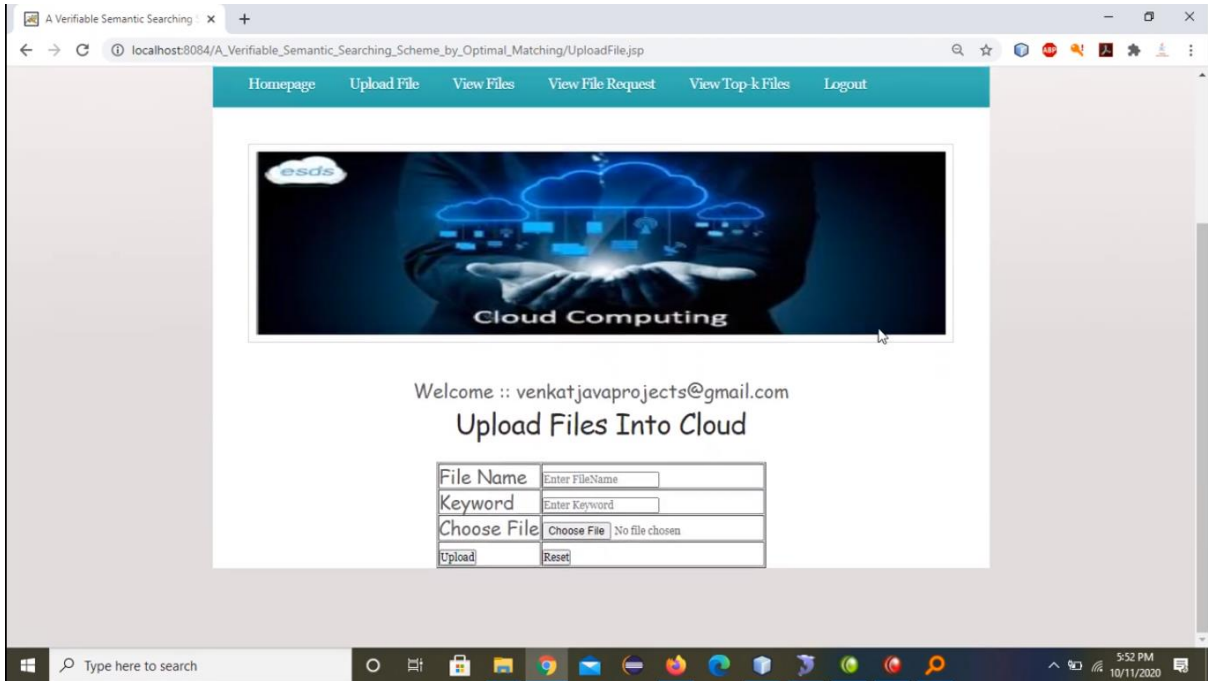 A Verifiable Semantic Searching S
localhost:8084/A_Verifiable_Semantic_Searching_Scheme_by_Optimal_Matching/UploadFile.jsp
ABP
Homepage Upload File View Files View File Request View Top-k Files Logout
esds
Cloud Computing
Welcome :: venkatjavaprojects@gmail.com
Upload Files Into Cloud
File Name Enter FileName
Keyword Enter Keyword
Choose File Choose File No file chosen
Upload Reset
Type here to search
5:52 PM
10/11/2020